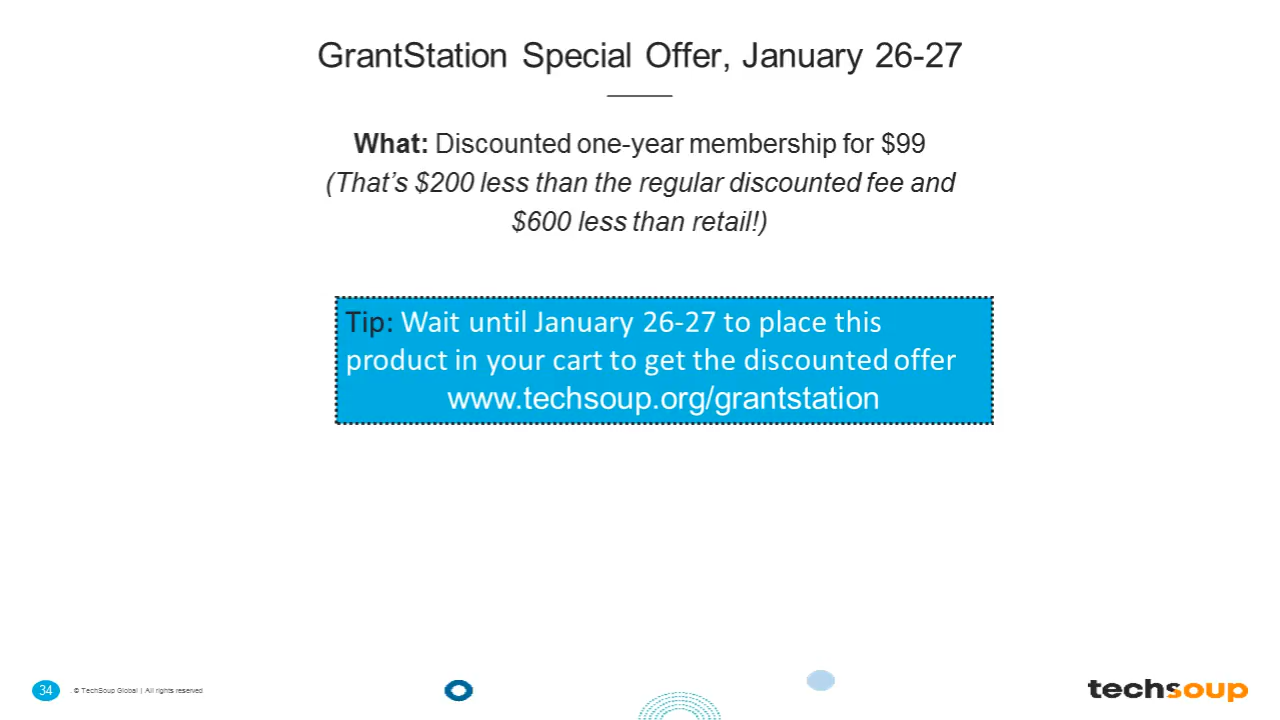 GrantStation Special Offer, January 26-27
What: Discounted one-year membership for $99
(That's $200 less than the regular discounted fee and
$600 less than retail!)
Tip: Wait until January 26-27 to place this
product in your cart to get the discounted offer
www.techsoup.org/grantstation
34 . © TechSoup Global | All rights reserved
techsoup